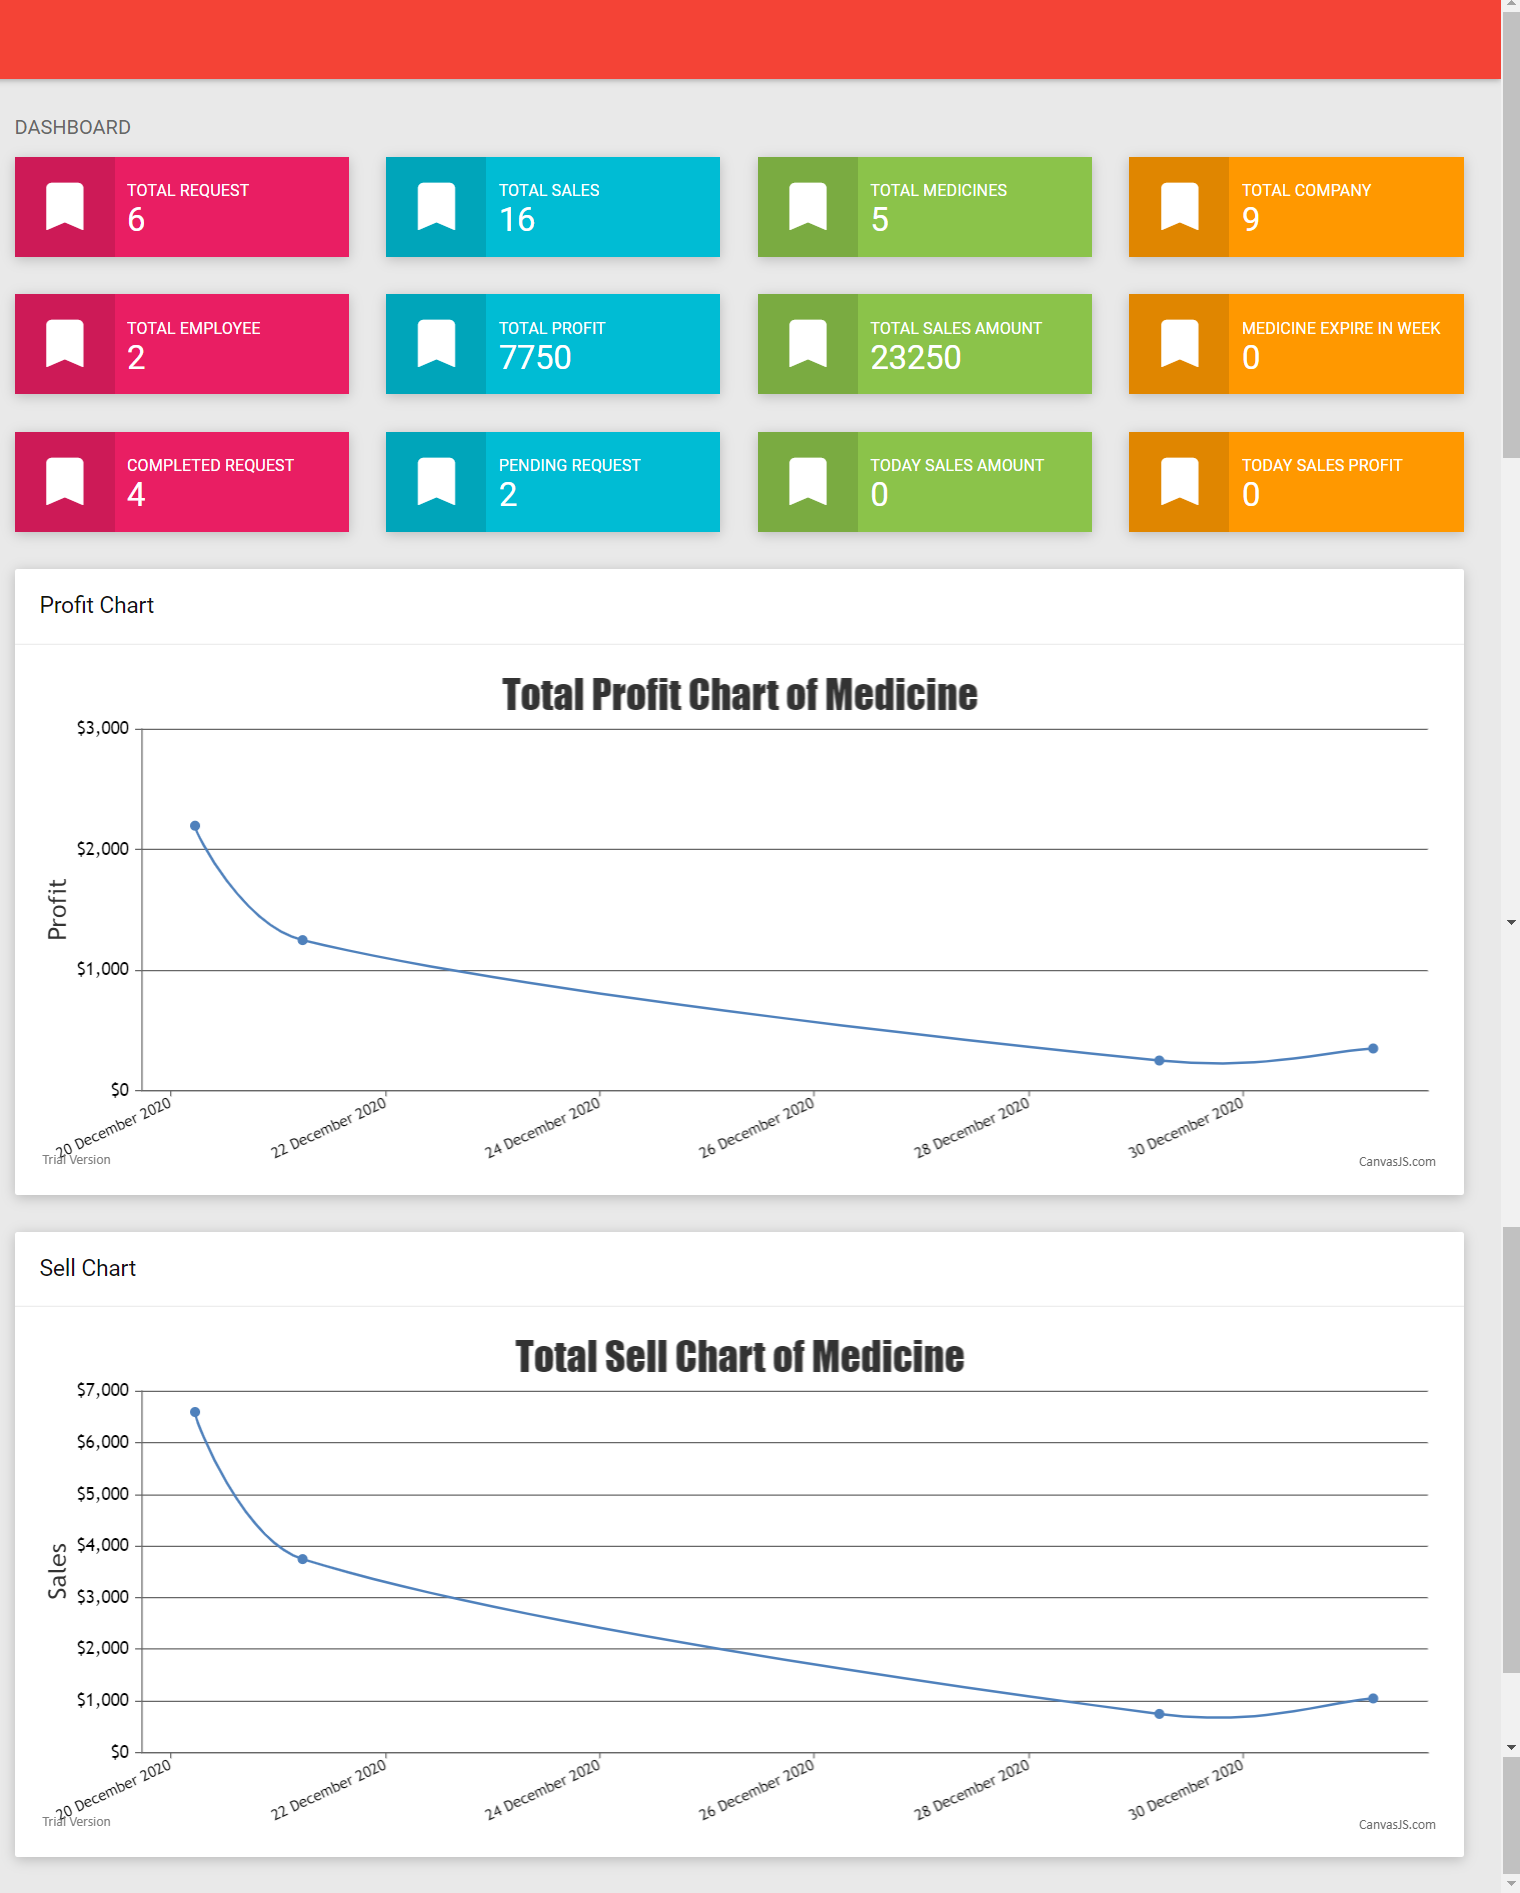 DASHBOARD
TOTAL REQUEST
6
TOTAL SALES
16
TOTAL MEDICINES
5
TOTAL COMPANY
9
TOTAL EMPLOYEE
2
TOTAL PROFIT
7750
TOTAL SALES AMOUNT
23250
MEDICINE EXPIRE IN WEEK
0
COMPLETED REQUEST
4
PENDING REQUEST
2
TODAY SALES AMOUNT
0
TODAY SALES PROFIT
0
Profit Chart
Total Profit Chart of Medicine
$3,000
$2,000
$1,000
$0
Profit
20 December 2020
22 December 2020
24 December 2020
26 December 2020
28 December 2020
30 December 2020
Trial Version
CanvasJS.com
Sell Chart
Total Sell Chart of Medicine
$7,000
$6,000
$5,000
$4,000
$3,000
$2,000
$1,000
$0
Sales
20 December 2020
22 December 2020
24 December 2020
26 December 2020
28 December 2020
30 December 2020
Trial Version
CanvasJS.com